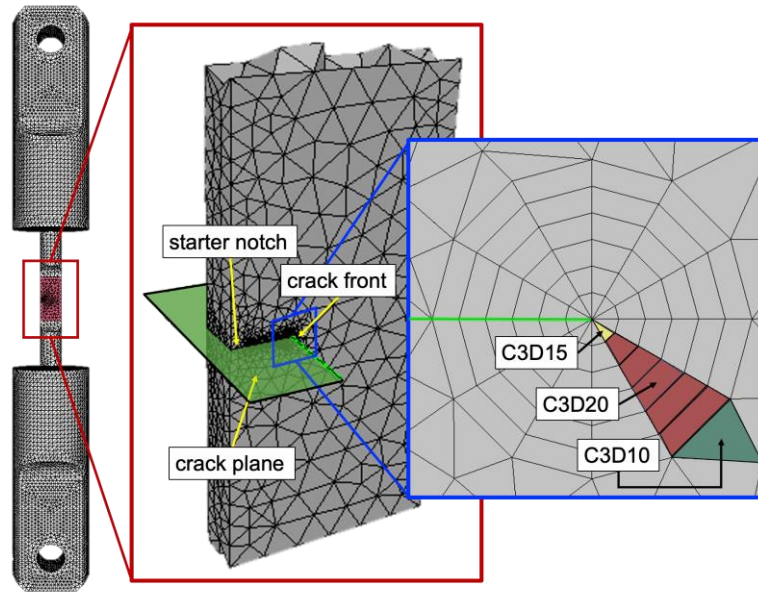 starter notch
crack front
crack plane
C3D15
C3D20
C3D10